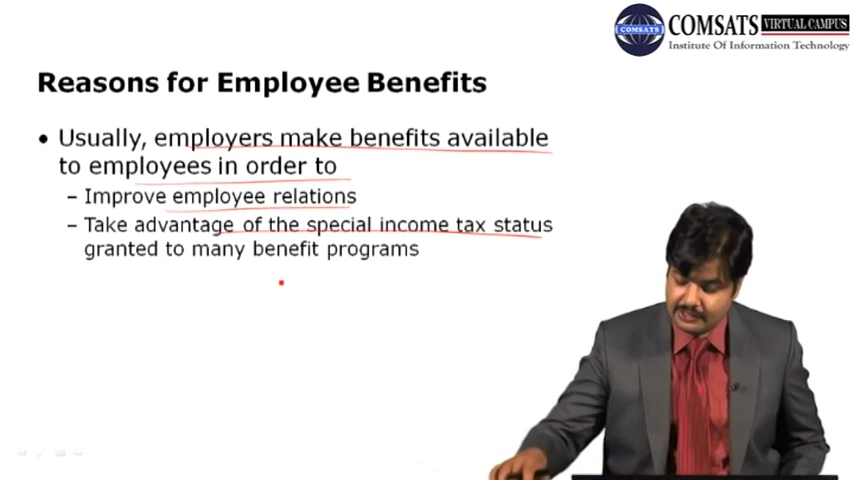 COMSATS VIRTUAL CAMPUS
COMSATS
Institute Of Information Technology
Reasons for Employee Benefits
• Usually, employers make benefits available
to employees in order to
– Improve employee relations
– Take advantage of the special income tax status
granted to many benefit programs